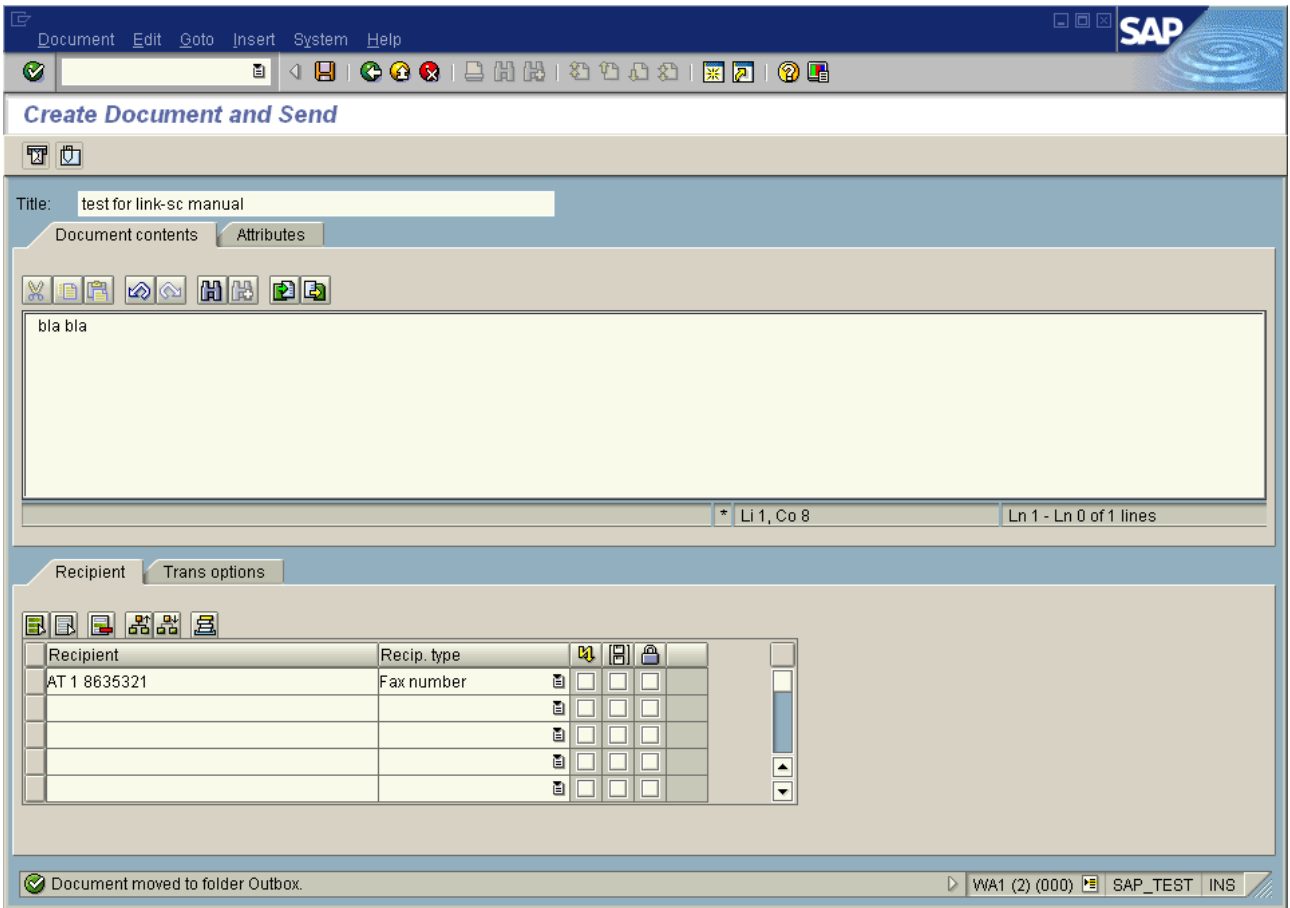 Document Edit Goto Insert System Help
SAP
Create Document and Send
Title: test for link-sc manual
Document contents Attributes
bla bla
* Li 1, Co 8 Ln 1 - Ln 0 of 1 lines
Recipient Trans options
Recipient Recip. type
AT 1 8635321 Fax number
Document moved to folder Outbox. WA1 (2) (000) SAP_TEST INS